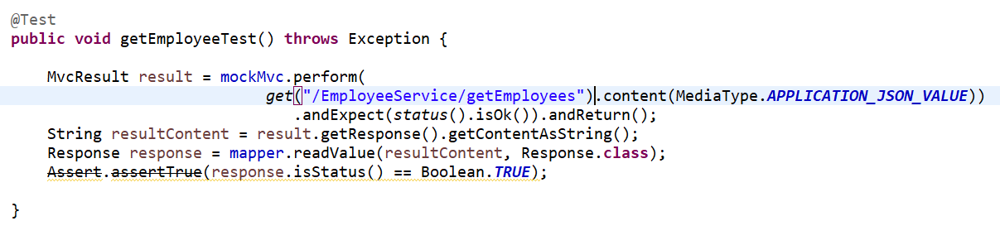 @Test
public void getEmployeeTest() throws Exception {
MvcResult result = mockMvc.perform(
get("/EmployeeService/getEmployees").content(MediaType.APPLICATION_JSON_VALUE))
.andExpect(status().isOk()).andReturn();
String resultContent = result.getResponse().getContentAsString();
Response response = mapper.readValue(resultContent, Response.class);
Assert.assertTrue(response.isStatus() == Boolean.TRUE);
}